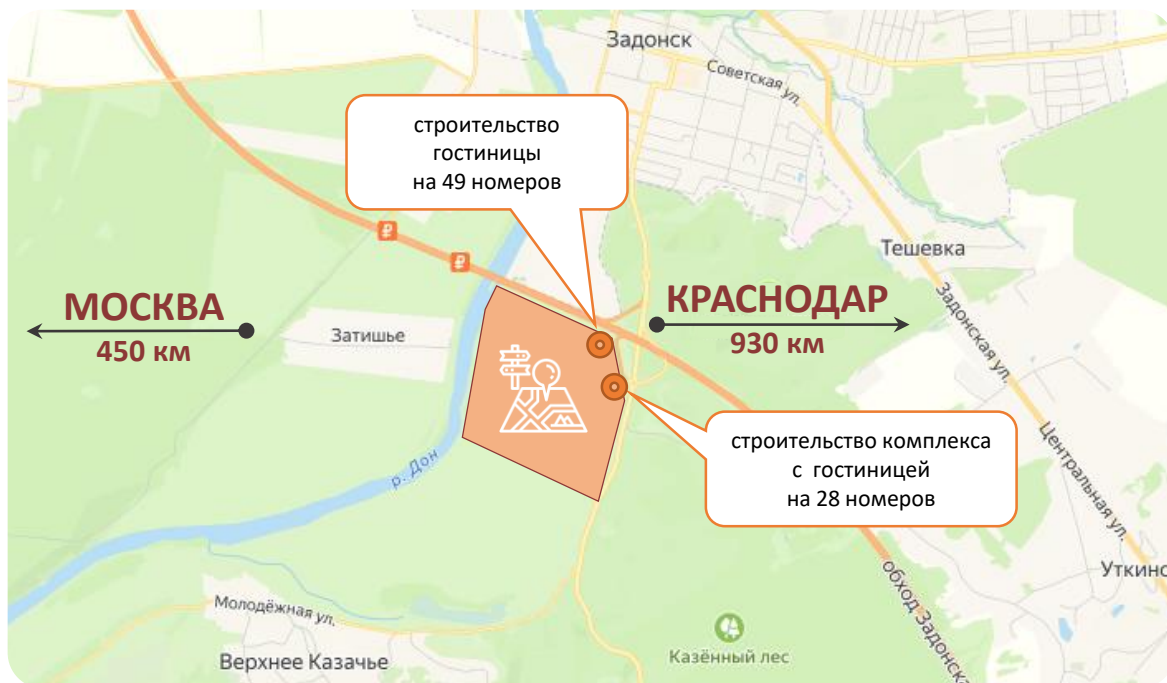 Задонск
Советская ул.
строительство
гостиницы
на 49 номеров
Тешевка
МОСКВА
450 км
КРАСНОДАР
930 км
Затишье
Задонская ул.
р. Дон
строительство комплекса
с гостиницей
на 28 номеров
Центральная ул.
Уткино
обход Задонска
Молодёжная ул.
Верхнее Казачье
Казённый лес